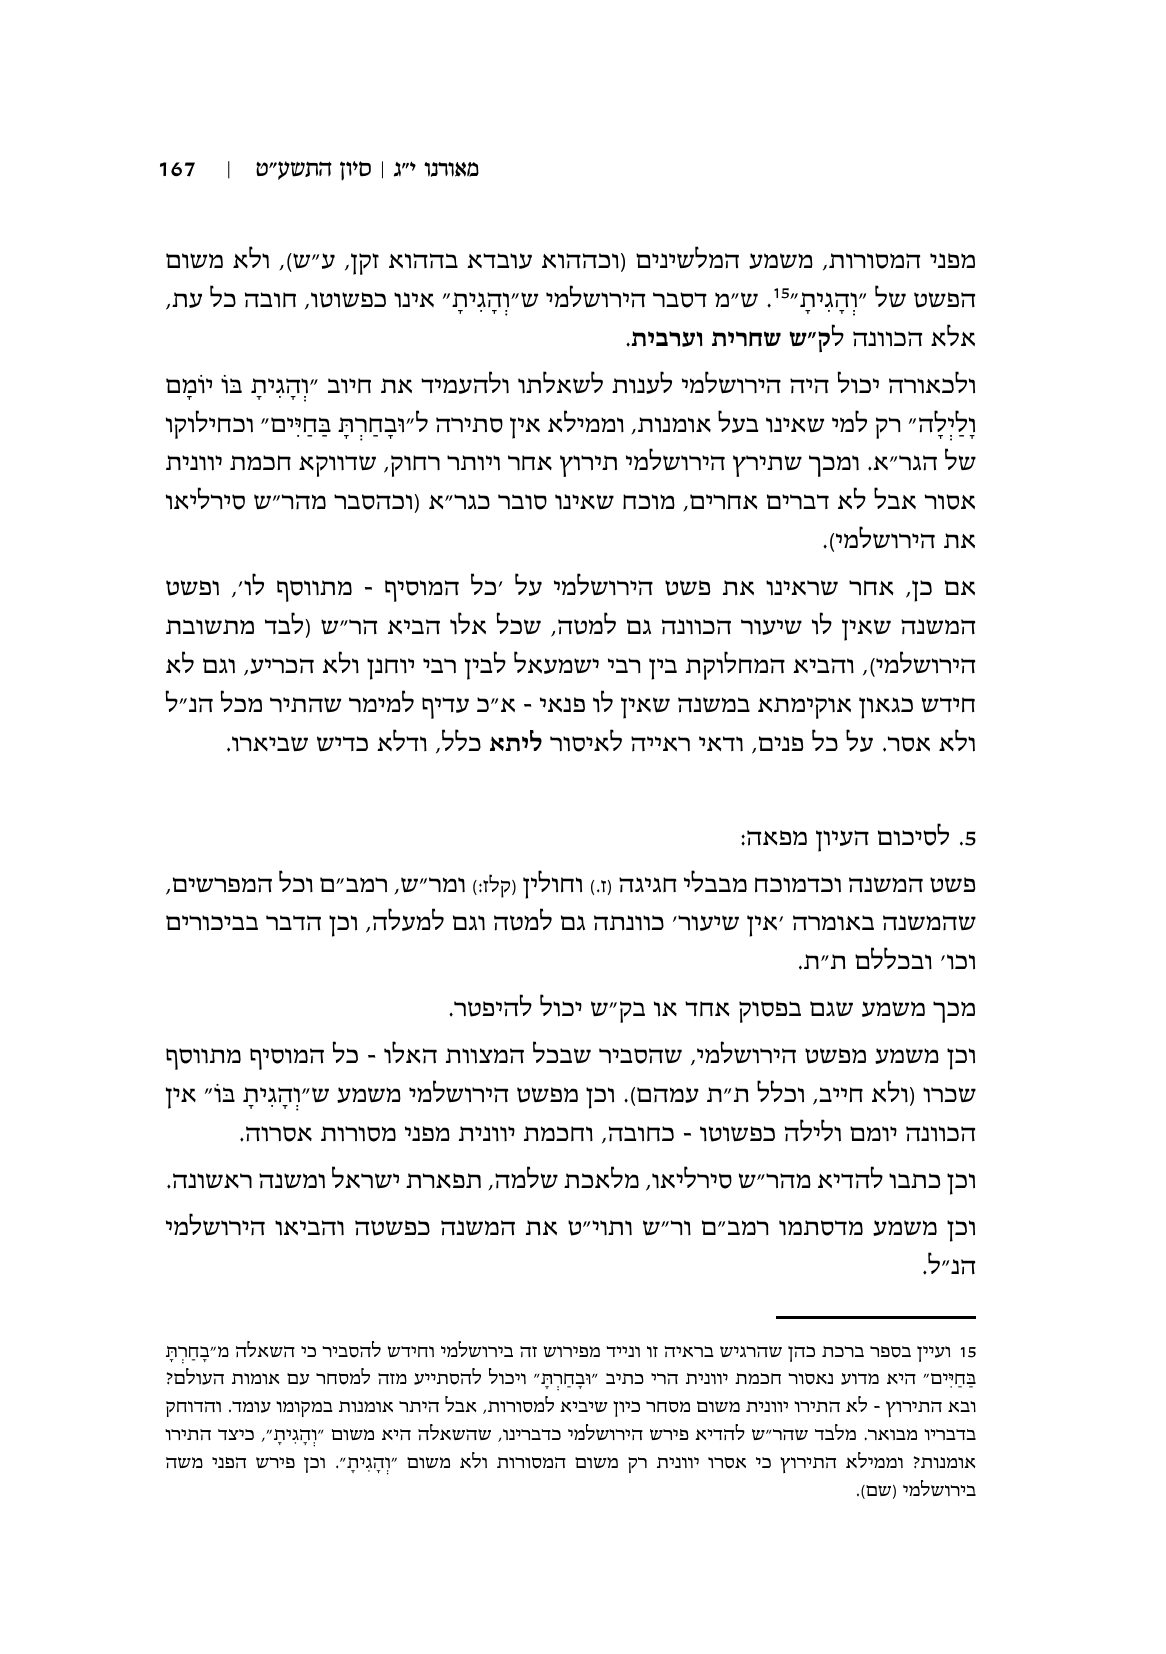 מאורנו י״ג | סיון התשע״ט | 167
מפני המסורות, משמע המלשינים (וכההוא עובדא בההוא זקן, ע״ש), ולא משום
הפשט של ״וְהָגִיתָ״15. ש״מ דסבר הירושלמי ש״וְהָגִיתָ״ אינו כפשוטו, חובה כל עת,
אלא הכוונה לק״ש שחרית וערבית.
ולכאורה יכול היה הירושלמי לענות לשאלתו ולהעמיד את חיוב ״וְהָגִיתָ בּוֹ יוֹמָם
וָלַיְלָה״ רק למי שאינו בעל אומנות, וממילא אין סתירה ל״וּבָחַרְתָּ בַּחַיִּים״ וכחילוקו
של הגר״א. ומכך שתירץ הירושלמי תירוץ אחר ויותר רחוק, שדווקא חכמת יוונית
אסור אבל לא דברים אחרים, מוכח שאינו סובר כגר״א (וכהסבר מהר״ש סירליאו
את הירושלמי).
אם כן, אחר שראינו את פשט הירושלמי על ׳כל המוסיף - מתווסף לו׳, ופשט
המשנה שאין לו שיעור הכוונה גם למטה, שכל אלו הביא הר״ש (לבד מתשובת
הירושלמי), והביא המחלוקת בין רבי ישמעאל לבין רבי יוחנן ולא הכריע, וגם לא
חידש כגאון אוקימתא במשנה שאין לו פנאי - א״כ עדיף למימר שהתיר מכל הנ״ל
ולא אסר. על כל פנים, ודאי ראייה לאיסור ליתא כלל, ודלא כדיש שביארו.
5. לסיכום העיון מפאה:
פשט המשנה וכדמוכח מבבלי חגיגה (ז.) וחולין (קלז:) ומר״ש, רמב״ם וכל המפרשים,
שהמשנה באומרה ׳אין שיעור׳ כוונתה גם למטה וגם למעלה, וכן הדבר בביכורים
וכו׳ ובכללם ת״ת.
מכך משמע שגם בפסוק אחד או בק״ש יכול להיפטר.
וכן משמע מפשט הירושלמי, שהסביר שבכל המצוות האלו - כל המוסיף מתווסף
שכרו (ולא חייב, וכלל ת״ת עמהם). וכן מפשט הירושלמי משמע ש״וְהָגִיתָ בּוֹ״ אין
הכוונה יומם ולילה כפשוטו - כחובה, וחכמת יוונית מפני מסורות אסרוה.
וכן כתבו להדיא מהר״ש סירליאו, מלאכת שלמה, תפארת ישראל ומשנה ראשונה.
וכן משמע מדסתמו רמב״ם ור״ש ותוי״ט את המשנה כפשטה והביאו הירושלמי
הנ״ל.
15 ועיין בספר ברכת כהן שהרגיש בראיה זו ונייד מפירוש זה בירושלמי וחידש להסביר כי השאלה מ״בָחַרְתָּ
בַּחַיִּים״ היא מדוע נאסור חכמת יוונית הרי כתיב ״וּבָחַרְתָּ״ ויכול להסתייע מזה למסחר עם אומות העולם?
ובא התירוץ - לא התירו יוונית משום מסחר כיון שיביא למסורות, אבל היתר אומנות במקומו עומד. והדוחק
בדבריו מבואר. מלבד שהר״ש להדיא פירש הירושלמי כדברינו, שהשאלה היא משום ״וְהָגִיתָ״, כיצד התירו
אומנות? וממילא התירוץ כי אסרו יוונית רק משום המסורות ולא משום ״וְהָגִיתָ״. וכן פירש הפני משה
בירושלמי (שם).